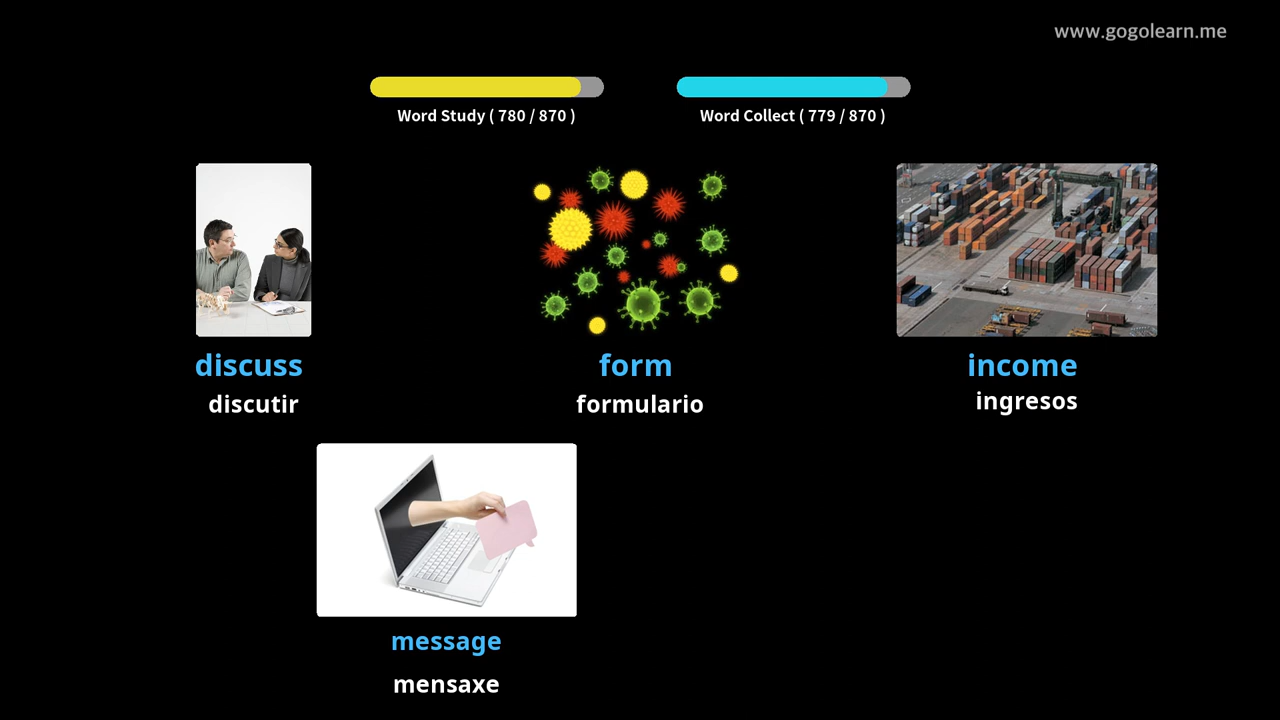 www.gogolearn.me
Word Study ( 780 / 870 )
Word Collect ( 779 / 870 )
discuss
discutir
form
formulario
income
ingresos
message
mensaxe